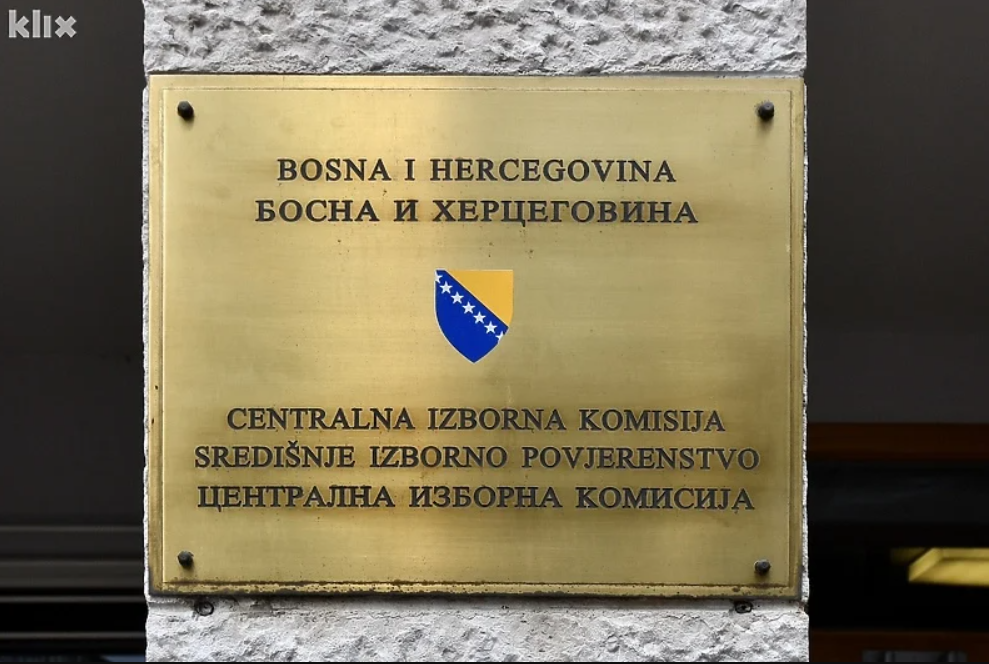 klix
BOSNA I HERCEGOVINA
БОСНА И ХЕРЦЕГОВИНА
CENTRALNA IZBORNA KOMISIJA
SREDIŠNJE IZBORNO POVJERENSTVO
ЦЕНТРАЛНА ИЗБОРНА КОМИСИЈА